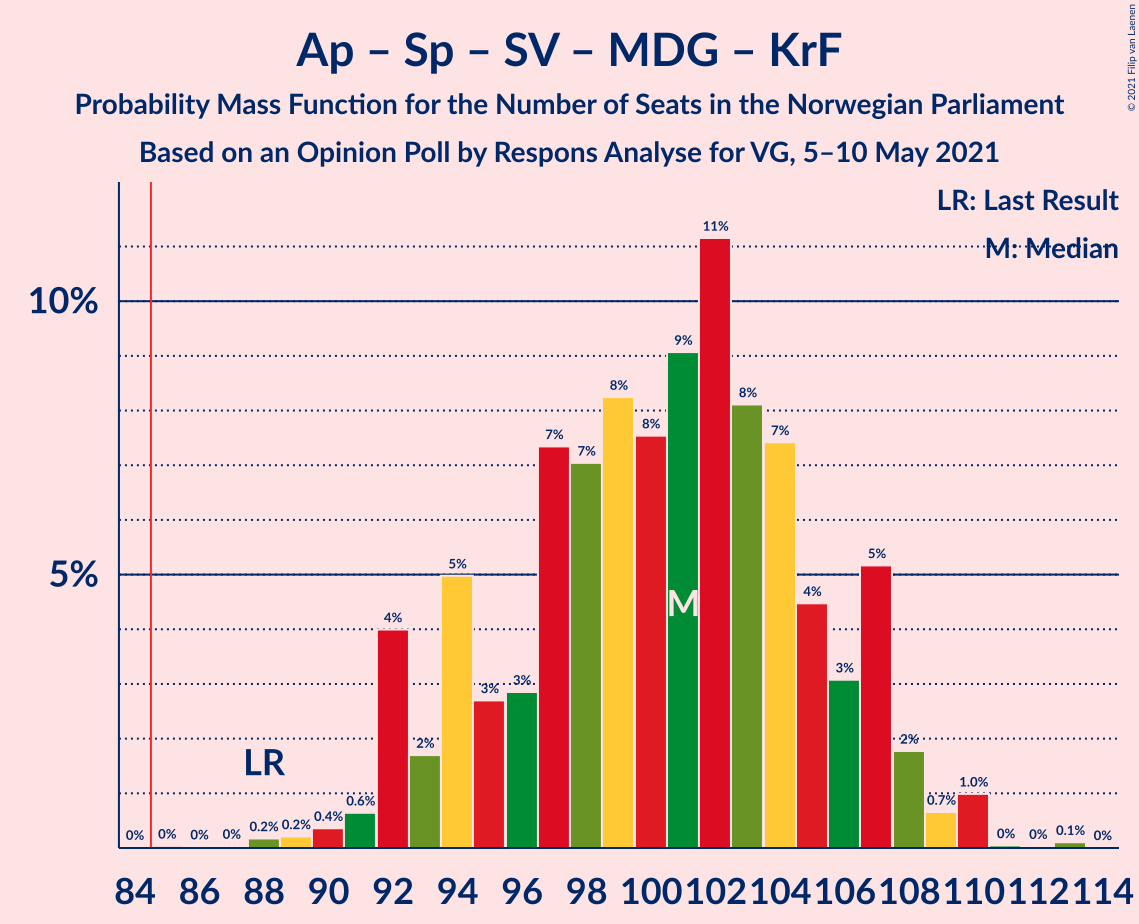 Ap – Sp – SV – MDG – KrF
Probability Mass Function for the Number of Seats in the Norwegian Parliament
Based on an Opinion Poll by Respons Analyse for VG, 5–10 May 2021
© 2021 Filip van Laenen
LR: Last Result
M: Median
10%
5%
0% 0% 0% 0% 0.2% 0.2% 0.4% 0.6% 4% 2% 5% 3% 3% 7% 7% 8% 8% 9% 11% 8% 7% 4% 3% 5% 2% 0.7% 1.0% 0% 0% 0.1% 0%
LR
M
84 86 88 90 92 94 96 98 100 102 104 106 108 110 112 114